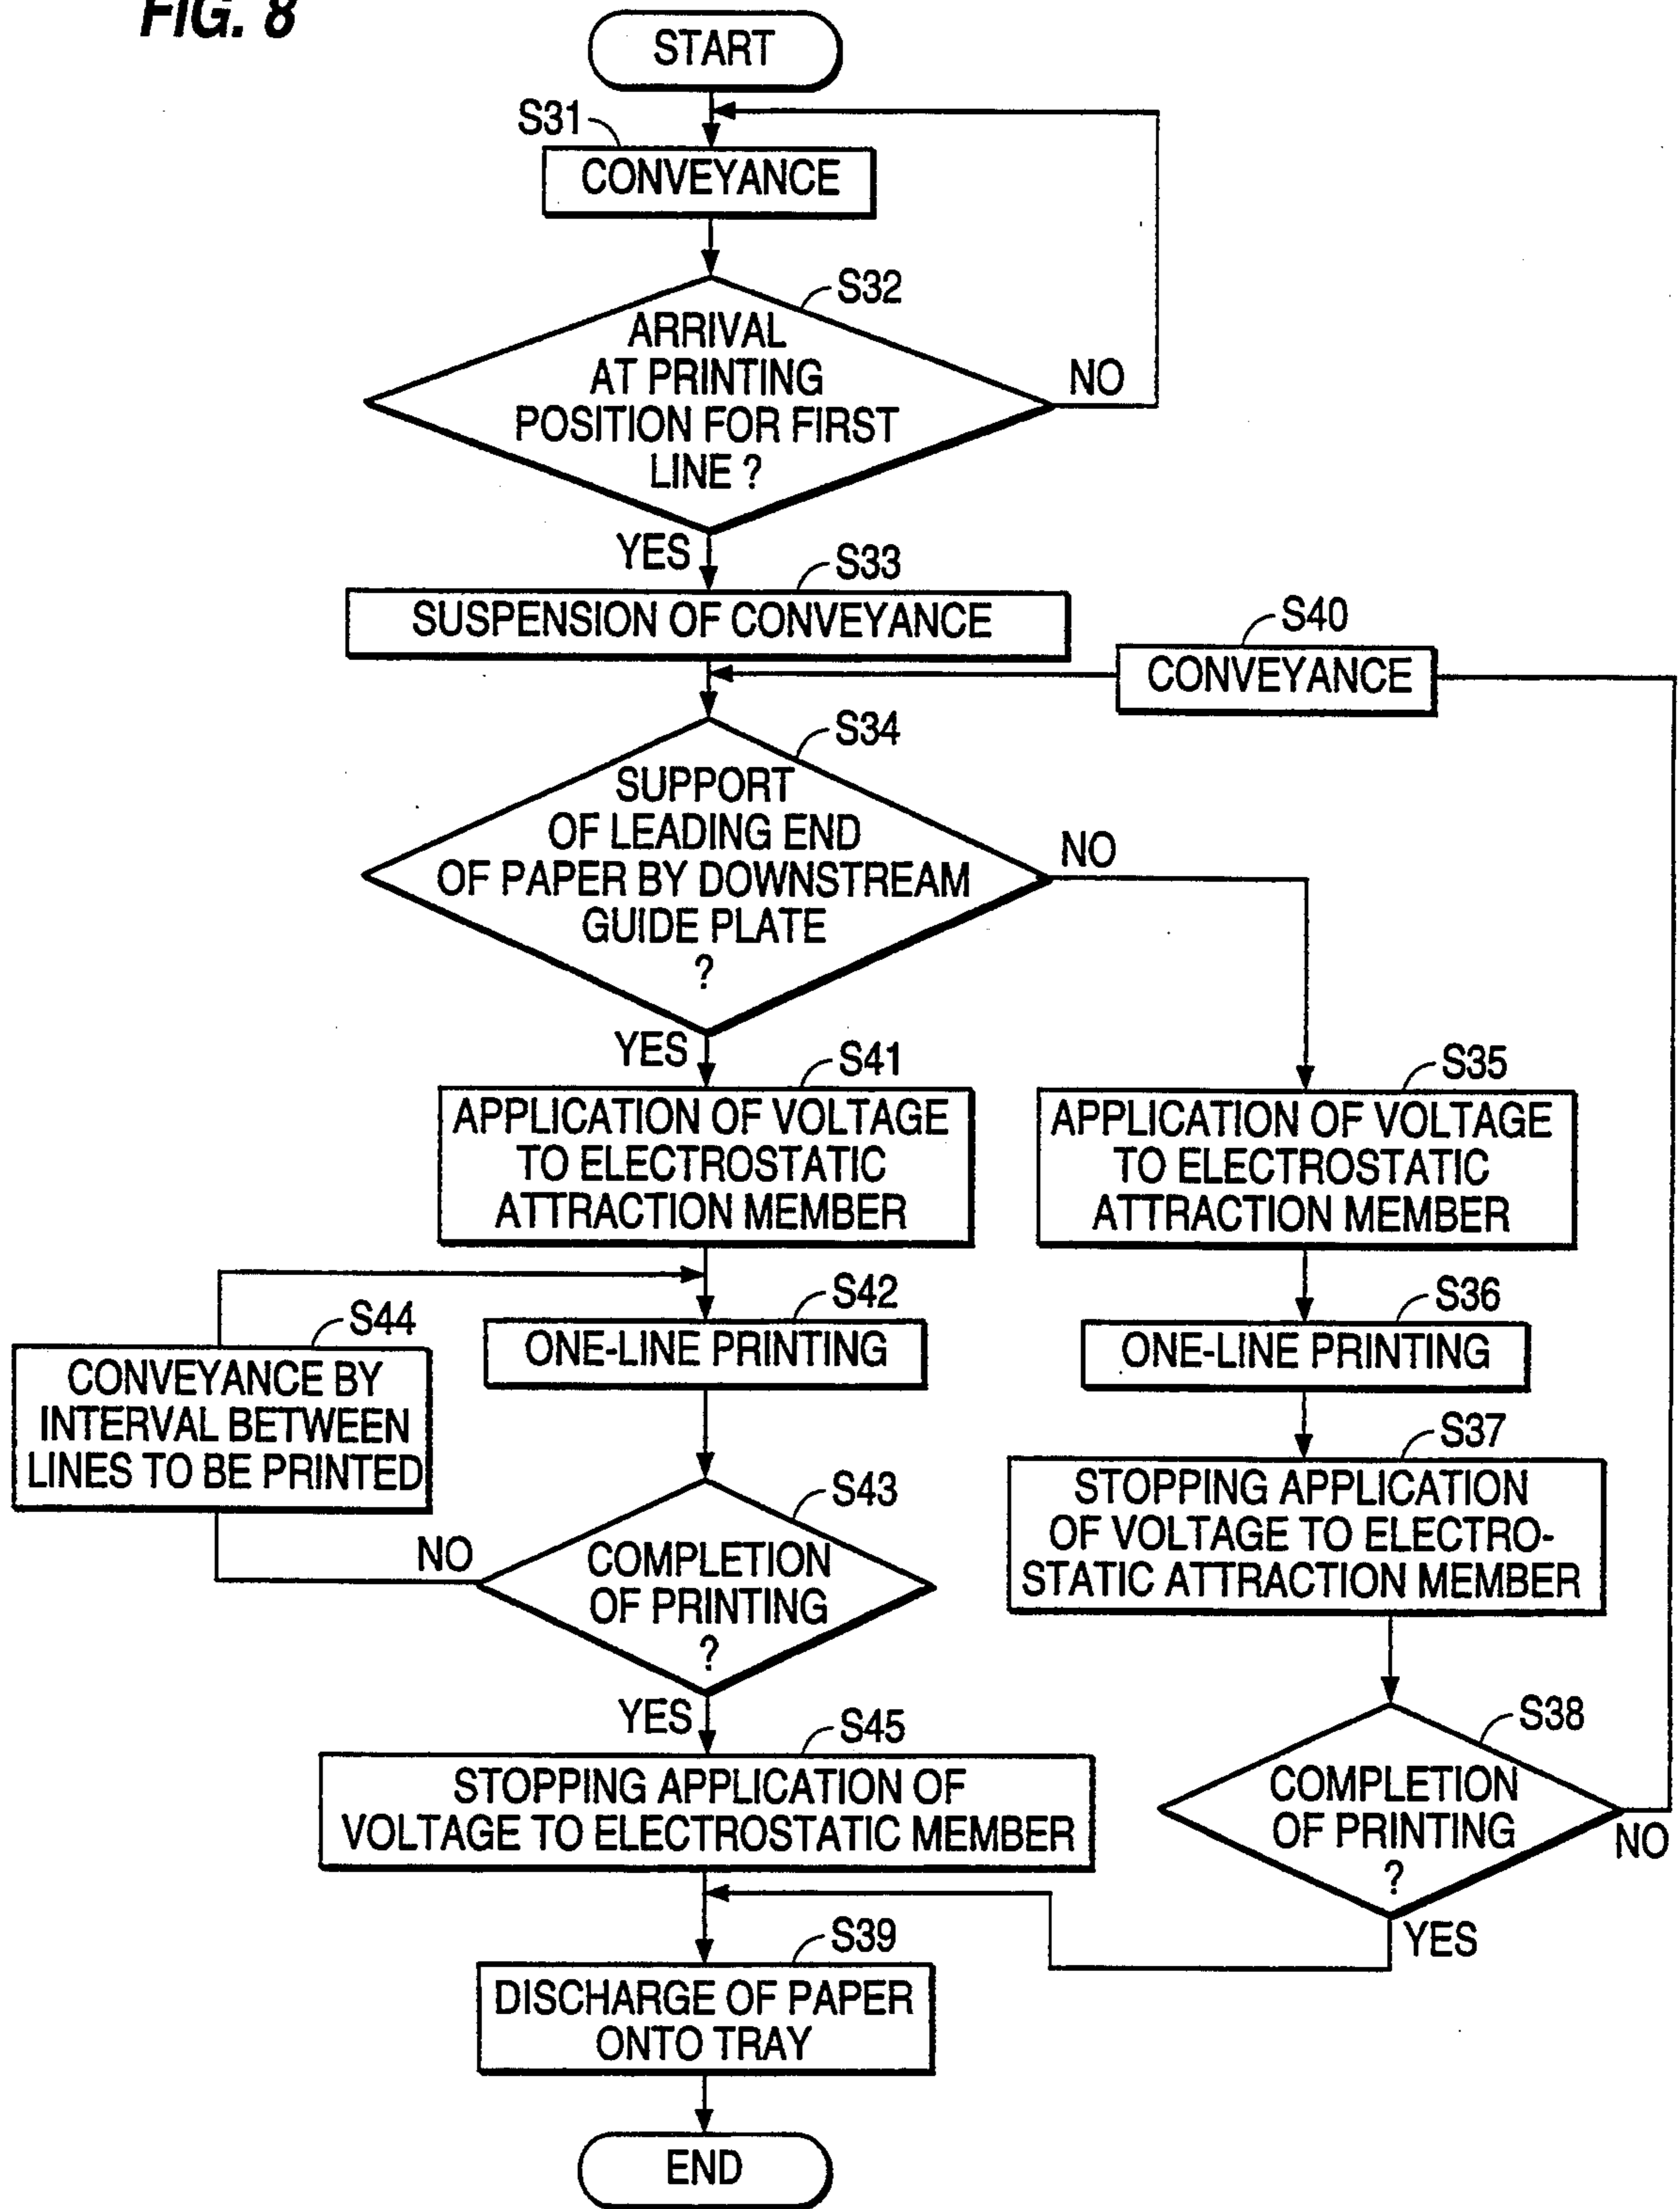 FIG. 8
START
S31
CONVEYANCE
S32
ARRIVAL
AT PRINTING
POSITION FOR FIRST
LINE ?
NO
YES
S33
SUSPENSION OF CONVEYANCE
S40
CONVEYANCE
S34
SUPPORT
OF LEADING END
OF PAPER BY DOWNSTREAM
GUIDE PLATE
?
NO
YES
S41
APPLICATION OF VOLTAGE
TO ELECTROSTATIC
ATTRACTION MEMBER
S35
APPLICATION OF VOLTAGE
TO ELECTROSTATIC
ATTRACTION MEMBER
S42
ONE-LINE PRINTING
S36
ONE-LINE PRINTING
S44
CONVEYANCE BY
INTERVAL BETWEEN
LINES TO BE PRINTED
S37
STOPPING APPLICATION
OF VOLTAGE TO ELECTRO-
STATIC ATTRACTION MEMBER
S43
COMPLETION
OF PRINTING
?
NO
YES
S45
STOPPING APPLICATION OF
VOLTAGE TO ELECTROSTATIC MEMBER
S38
COMPLETION
OF PRINTING
?
NO
YES
S39
DISCHARGE OF PAPER
ONTO TRAY
END